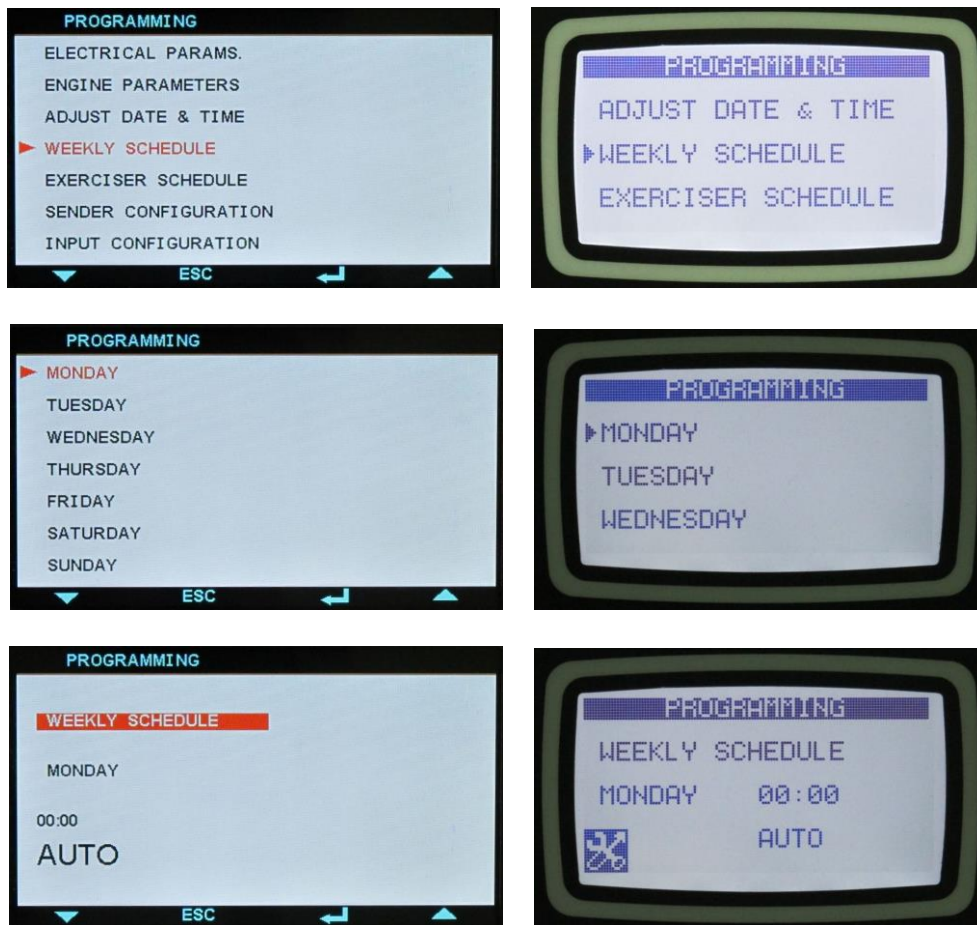 PROGRAMMING
ELECTRICAL PARAMS.
ENGINE PARAMETERS
ADJUST DATE & TIME
WEEKLY SCHEDULE
EXERCISER SCHEDULE
SENDER CONFIGURATION
INPUT CONFIGURATION
ESC
PROGRAMMING
ADJUST DATE & TIME
WEEKLY SCHEDULE
EXERCISER SCHEDULE
PROGRAMMING
MONDAY
TUESDAY
WEDNESDAY
THURSDAY
FRIDAY
SATURDAY
SUNDAY
ESC
PROGRAMMING
MONDAY
TUESDAY
WEDNESDAY
PROGRAMMING
WEEKLY SCHEDULE
MONDAY
00:00
AUTO
ESC
PROGRAMMING
WEEKLY SCHEDULE
MONDAY 00:00
AUTO